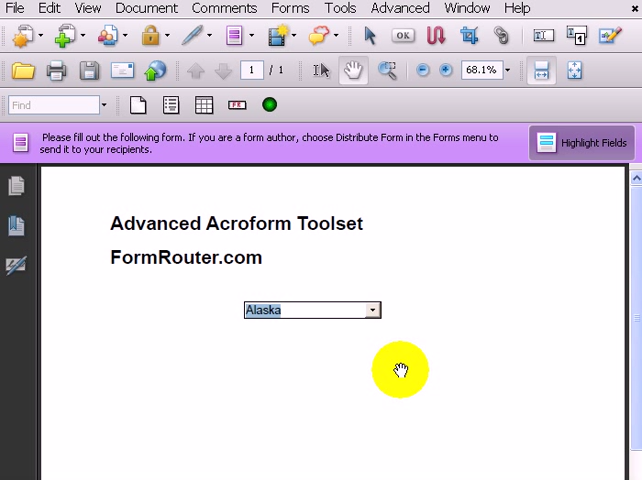 File Edit View Document Comments Forms Tools Advanced Window Help
OK
1 / 1 68.1%
Find
Please fill out the following form. If you are a form author, choose Distribute Form in the Forms menu to
send it to your recipients.
Highlight Fields
Advanced Acroform Toolset
FormRouter.com
Alaska